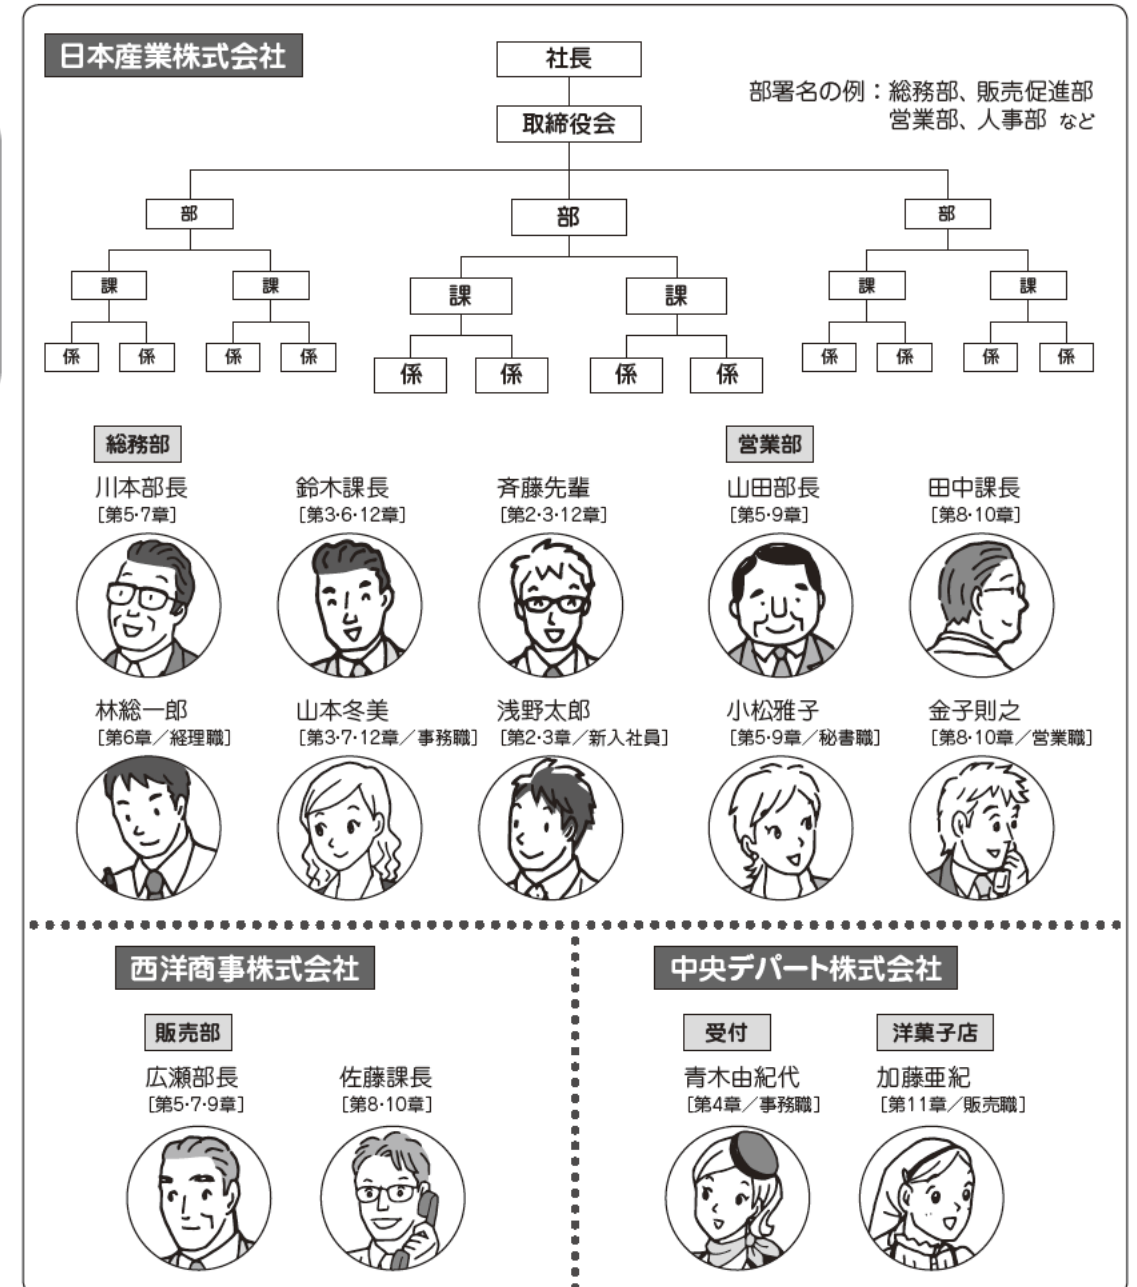 日本産業株式会社
社長
部署名の例：総務部、販売促進部
営業部、人事部 など
取締役会
部 部 部
課 課 課 課 課 課
係 係 係 係 係 係 係 係 係 係 係 係
総務部 営業部
川本部長 鈴木課長 斉藤先輩 山田部長 田中課長
［第5･7章］ ［第3･6･12章］ ［第2･3･12章］ ［第5･9章］ ［第8･10章］
林総一郎 山本冬美 浅野太郎 小松雅子 金子則之
［第6章／経理職］ ［第3･7･12章／事務職］ ［第2･3章／新入社員］ ［第5･9章／秘書職］ ［第8･10章／営業職］
西洋商事株式会社
販売部
広瀬部長 佐藤課長
［第5･7･9章］ ［第8･10章］
中央デパート株式会社
受付 洋菓子店
青木由紀代 加藤亜紀
［第4章／事務職］ ［第11章／販売職］